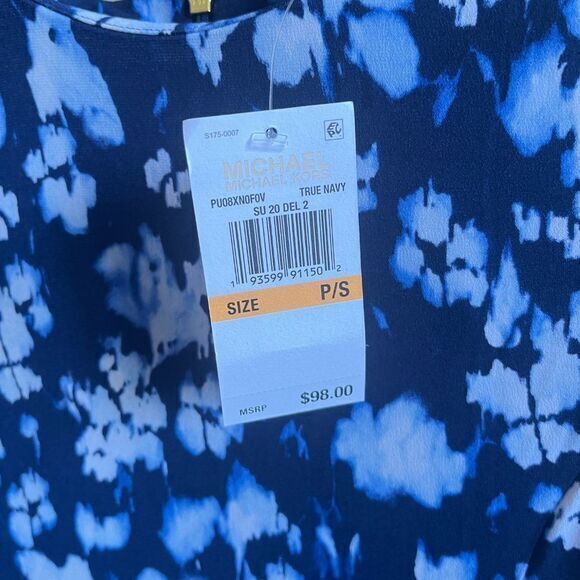 S175-0007
EPC
MICHAEL
MICHAEL KORS
PU08XN0F0V TRUE NAVY
SU 20 DEL 2
1 93599 91150 2
SIZE P/S
MSRP $98.00